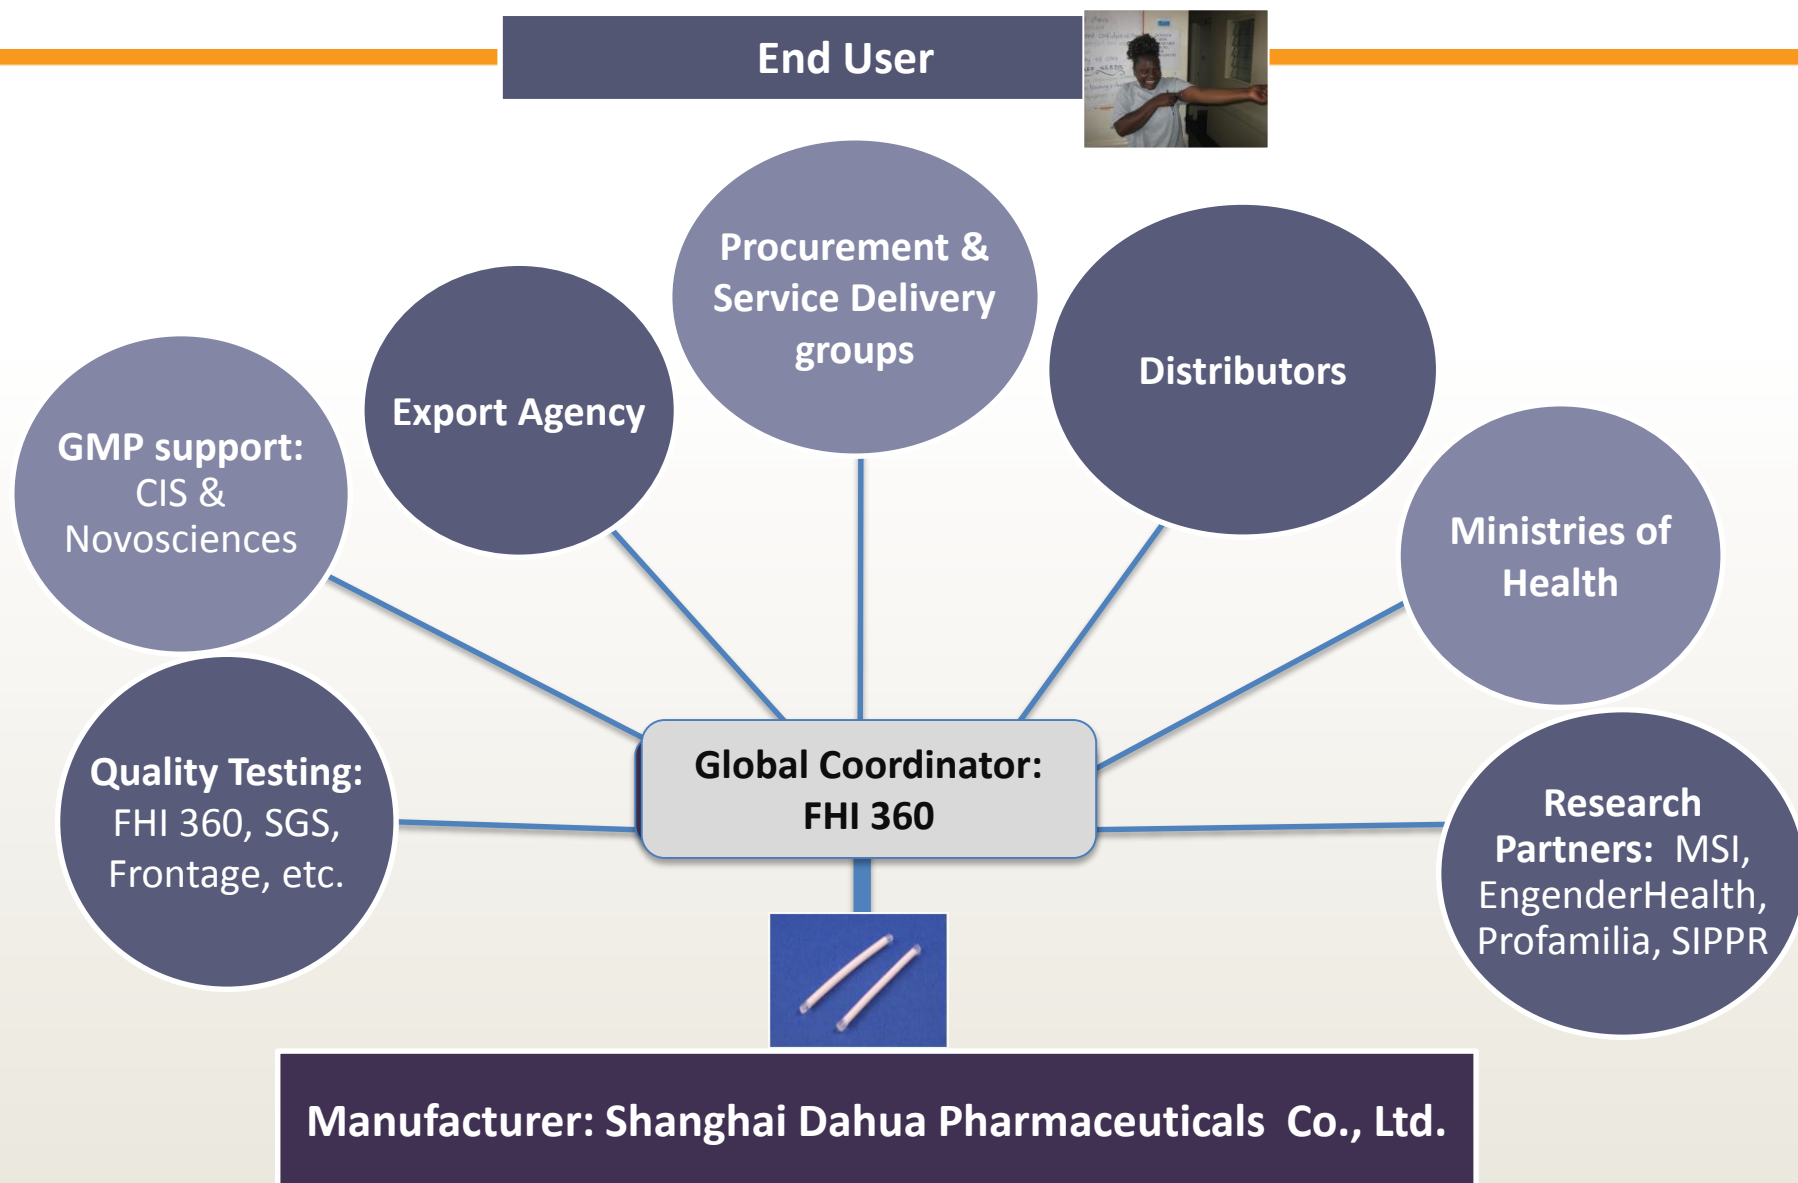 End User
Procurement &
Service Delivery
groups
Distributors
Export Agency
GMP support:
CIS &
Novosciences
Ministries of
Health
Quality Testing:
FHI 360, SGS,
Frontage, etc.
Global Coordinator:
FHI 360
Research
Partners: MSI,
EngenderHealth,
Profamilia, SIPPR
Manufacturer: Shanghai Dahua Pharmaceuticals Co., Ltd.